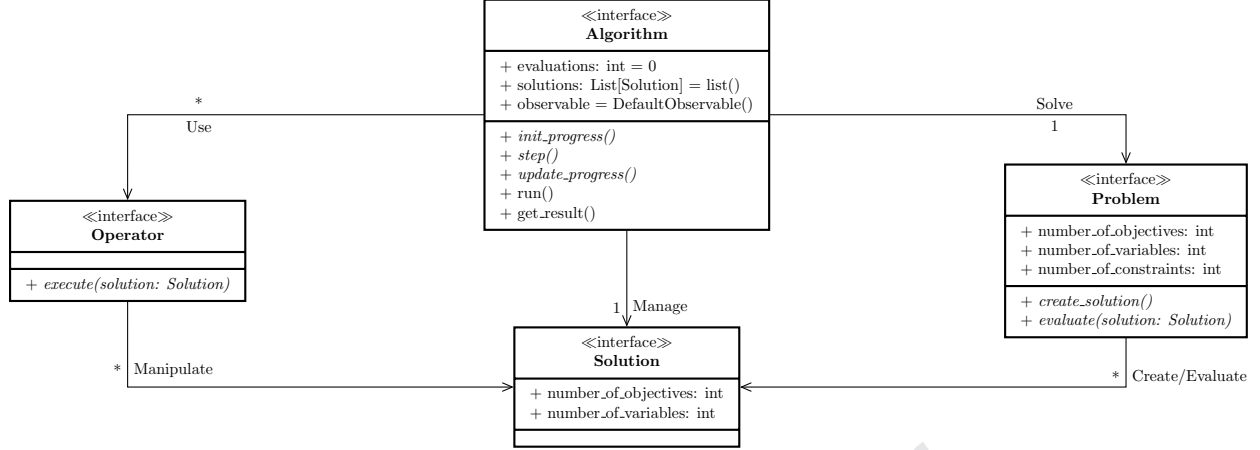 ≪interface≫
Algorithm
+ evaluations: int = 0
+ solutions: List[Solution] = list()
+ observable = DefaultObservable()
+ init_progress()
+ step()
+ update_progress()
+ run()
+ get_result()
*
Use
Solve
1
≪interface≫
Operator
+ execute(solution: Solution)
≪interface≫
Problem
+ number_of_objectives: int
+ number_of_variables: int
+ number_of_constraints: int
+ create_solution()
+ evaluate(solution: Solution)
1 Manage
≪interface≫
Solution
+ number_of_objectives: int
+ number_of_variables: int
* Manipulate
* Create/Evaluate